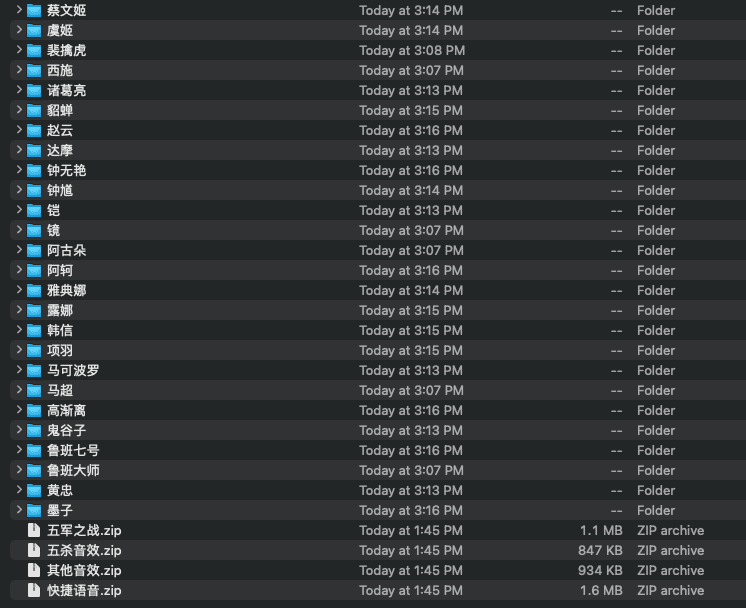 蔡文姬 Today at 3:14 PM -- Folder
虞姬 Today at 3:14 PM -- Folder
裴擒虎 Today at 3:08 PM -- Folder
西施 Today at 3:07 PM -- Folder
诸葛亮 Today at 3:13 PM -- Folder
貂蝉 Today at 3:15 PM -- Folder
赵云 Today at 3:16 PM -- Folder
达摩 Today at 3:13 PM -- Folder
钟无艳 Today at 3:16 PM -- Folder
钟馗 Today at 3:14 PM -- Folder
铠 Today at 3:13 PM -- Folder
镜 Today at 3:07 PM -- Folder
阿古朵 Today at 3:07 PM -- Folder
阿轲 Today at 3:16 PM -- Folder
雅典娜 Today at 3:14 PM -- Folder
露娜 Today at 3:15 PM -- Folder
韩信 Today at 3:15 PM -- Folder
项羽 Today at 3:15 PM -- Folder
马可波罗 Today at 3:13 PM -- Folder
马超 Today at 3:07 PM -- Folder
高渐离 Today at 3:16 PM -- Folder
鬼谷子 Today at 3:13 PM -- Folder
鲁班七号 Today at 3:16 PM -- Folder
鲁班大师 Today at 3:07 PM -- Folder
黄忠 Today at 3:13 PM -- Folder
墨子 Today at 3:16 PM -- Folder
五军之战.zip Today at 1:45 PM 1.1 MB ZIP archive
五杀音效.zip Today at 1:45 PM 847 KB ZIP archive
其他音效.zip Today at 1:45 PM 934 KB ZIP archive
快捷语音.zip Today at 1:45 PM 1.6 MB ZIP archive